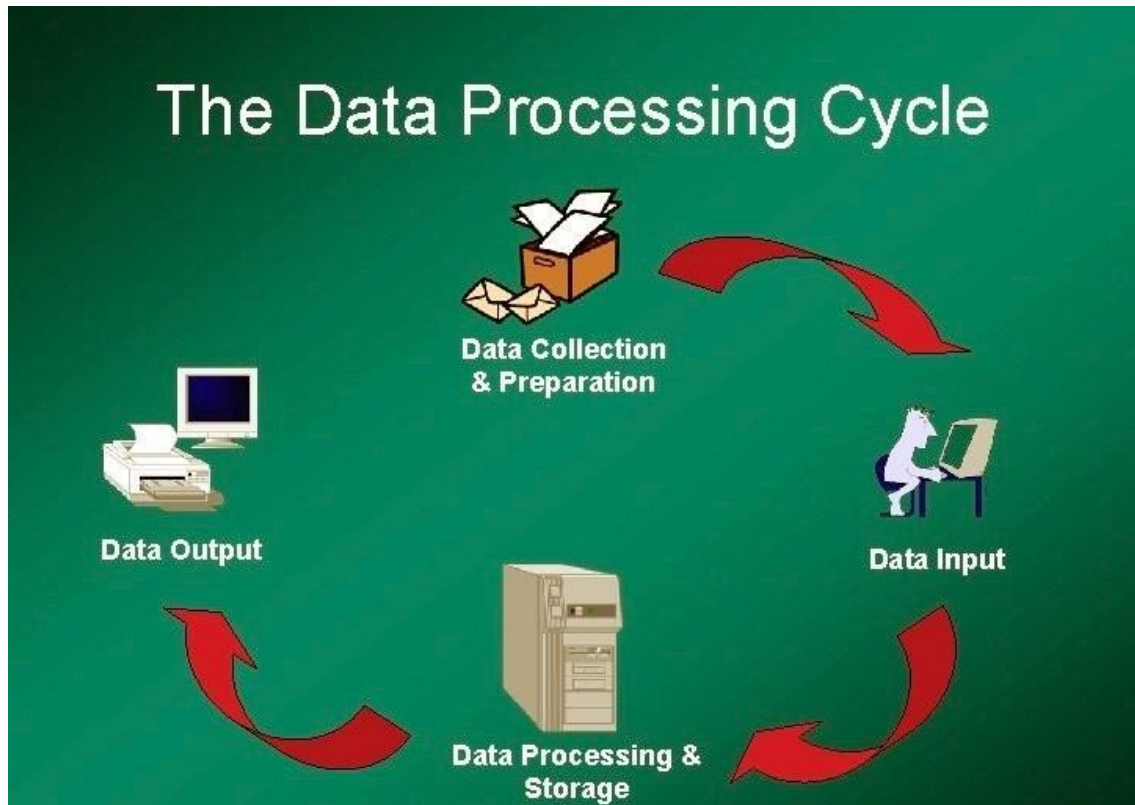 The Data Processing Cycle
Data Collection
& Preparation
Data Input
Data Processing &
Storage
Data Output